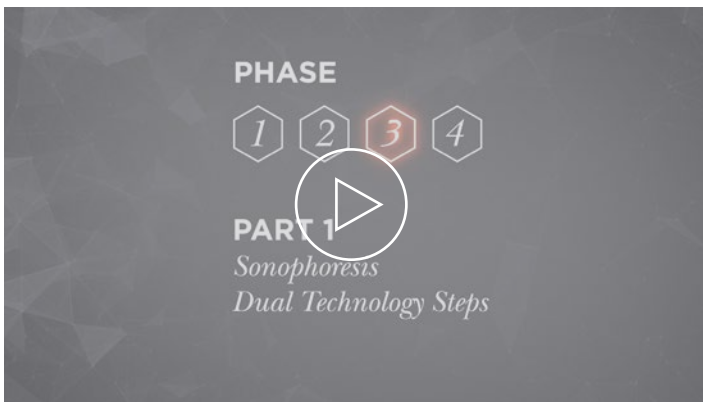 PHASE
1 2 3 4
PART 1
Sonophoresis
Dual Technology Steps